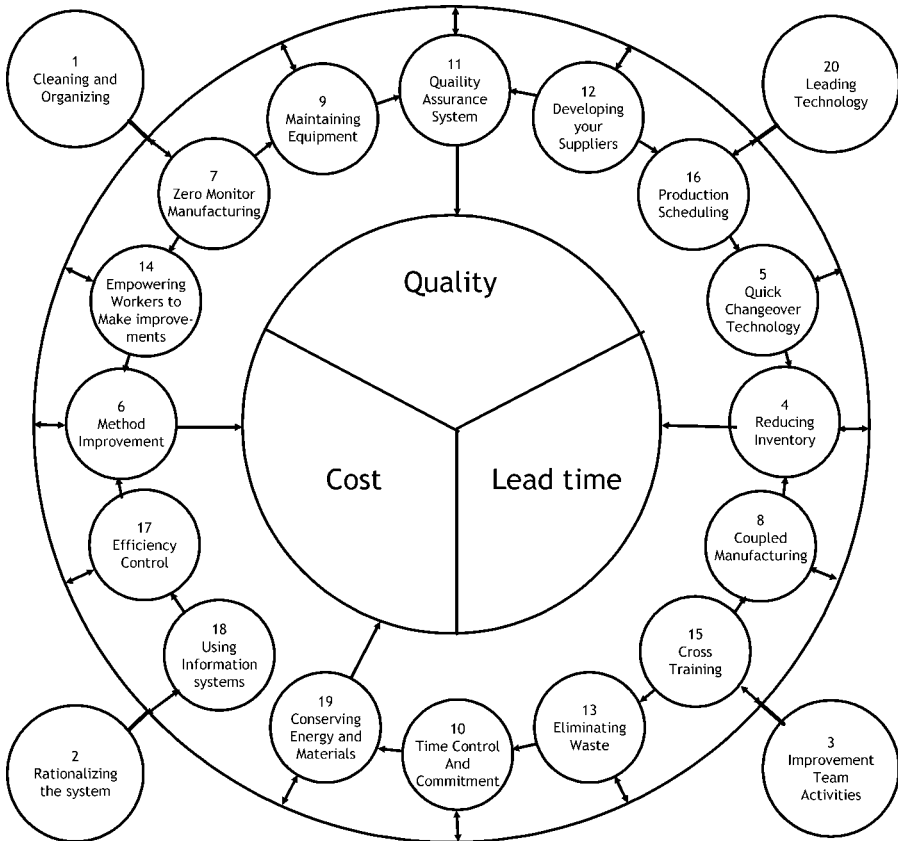 1
Cleaning and
Organizing
20
Leading
Technology
11
Quaility
Assurance
System
9
Maintaining
Equipment
12
Developing
your
Suppliers
7
Zero Monitor
Manufacturing
16
Production
Scheduling
14
Empowering
Workers to
Make improve-
ments
5
Quick
Changeover
Technology
Quality
6
Method
Improvement
4
Reducing
Inventory
Cost
Lead time
17
Efficiency
Control
8
Coupled
Manufacturing
18
Using
Information
systems
15
Cross
Training
19
Conserving
Energy and
Materials
10
Time Control
And
Commitment
13
Eliminating
Waste
2
Rationalizing
the system
3
Improvement
Team
Activities